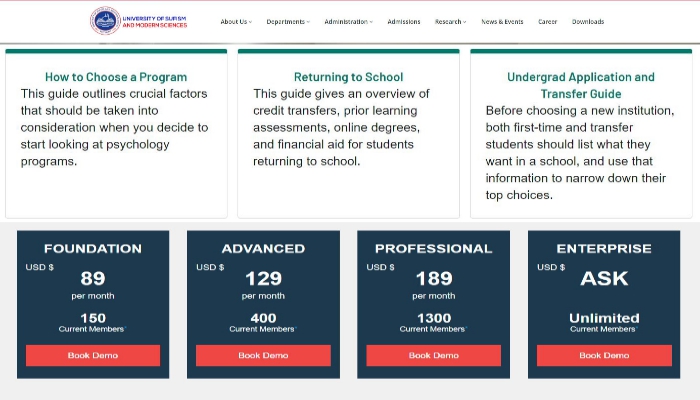 UNIVERSITY OF SUFISM
AND MODERN SCIENCES
About Us
Departments
Administration
Admissions
Research
News & Events
Career
Downloads
How to Choose a Program
This guide outlines crucial factors
that should be taken into
consideration when you decide to
start looking at psychology
programs.
Returning to School
This guide gives an overview of
credit transfers, prior learning
assessments, online degrees,
and financial aid for students
returning to school.
Undergrad Application and
Transfer Guide
Before choosing a new institution,
both first-time and transfer
students should list what they
want in a school, and use that
information to narrow down their
top choices.
FOUNDATION
USD $
89
per month
150
Current Members*
Book Demo
ADVANCED
USD $
129
per month
400
Current Members*
Book Demo
PROFESSIONAL
USD $
189
per month
1300
Current Members*
Book Demo
ENTERPRISE
USD $
ASK
Unlimited
Current Members*
Book Demo